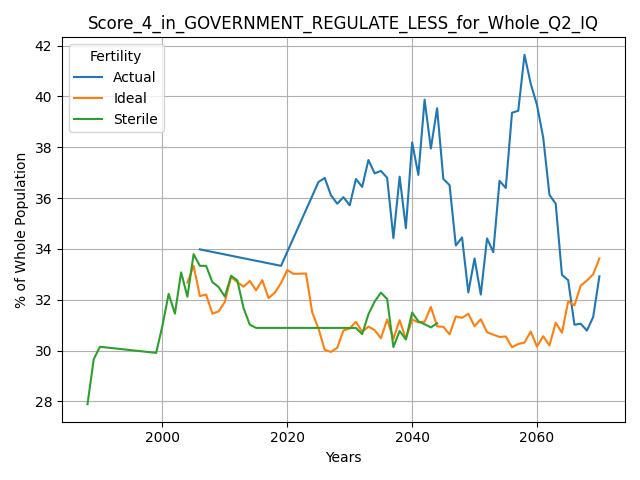 Score_4_in_GOVERNMENT_REGULATE_LESS_for_Whole_Q2_IQ
Fertility
Actual
Ideal
Sterile
% of Whole Population
42
40
38
36
34
32
30
28
2000
2020
2040
2060
Years